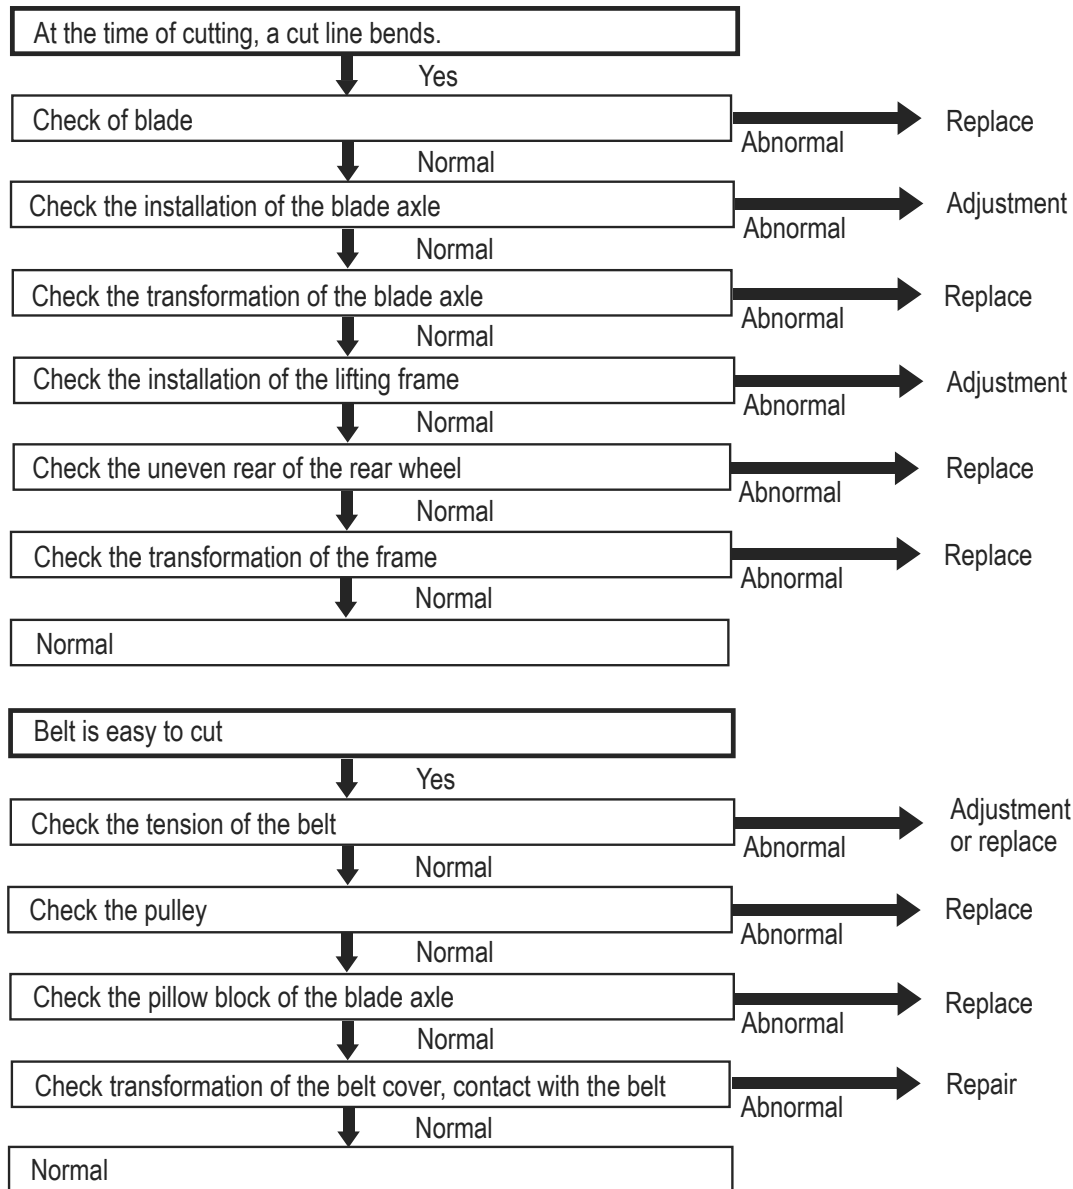 At the time of cutting, a cut line bends.
Yes
Check of blade
Abnormal
Replace
Normal
Check the installation of the blade axle
Abnormal
Adjustment
Normal
Check the transformation of the blade axle
Abnormal
Replace
Normal
Check the installation of the lifting frame
Abnormal
Adjustment
Normal
Check the uneven rear of the rear wheel
Abnormal
Replace
Normal
Check the transformation of the frame
Abnormal
Replace
Normal
Normal
Belt is easy to cut
Yes
Check the tension of the belt
Abnormal
Adjustment
or replace
Normal
Check the pulley
Abnormal
Replace
Normal
Check the pillow block of the blade axle
Abnormal
Replace
Normal
Check transformation of the belt cover, contact with the belt
Abnormal
Repair
Normal
Normal